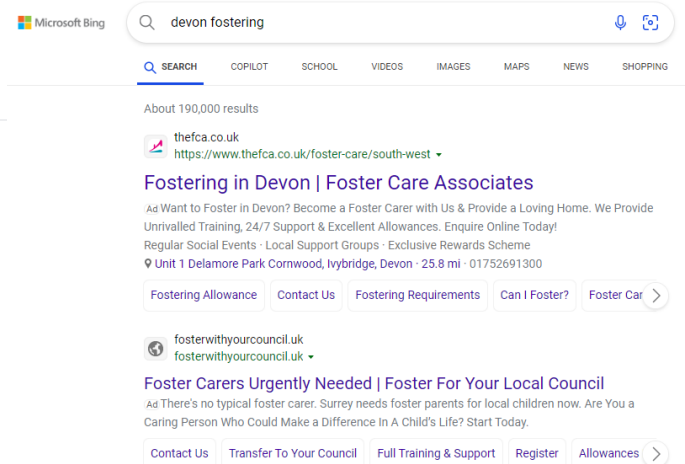 Microsoft Bing
devon fostering
SEARCH COPILOT SCHOOL VIDEOS IMAGES MAPS NEWS SHOPPING
About 190,000 results
thefca.co.uk
https://www.thefca.co.uk/foster-care/south-west
Fostering in Devon | Foster Care Associates
Ad Want to Foster in Devon? Become a Foster Carer with Us & Provide a Loving Home. We Provide
Unrivalled Training, 24/7 Support & Excellent Allowances. Enquire Online Today!
Regular Social Events · Local Support Groups · Exclusive Rewards Scheme
Unit 1 Delamore Park Cornwood, Ivybridge, Devon · 25.8 mi · 01752691300
Fostering Allowance Contact Us Fostering Requirements Can I Foster? Foster Car
fosterwithyourcouncil.uk
fosterwithyourcouncil.uk
Foster Carers Urgently Needed | Foster For Your Local Council
Ad There's no typical foster carer. Surrey needs foster parents for local children now. Are You a
Caring Person Who Could Make a Difference In A Child's Life? Start Today.
Contact Us Transfer To Your Council Full Training & Support Register Allowances